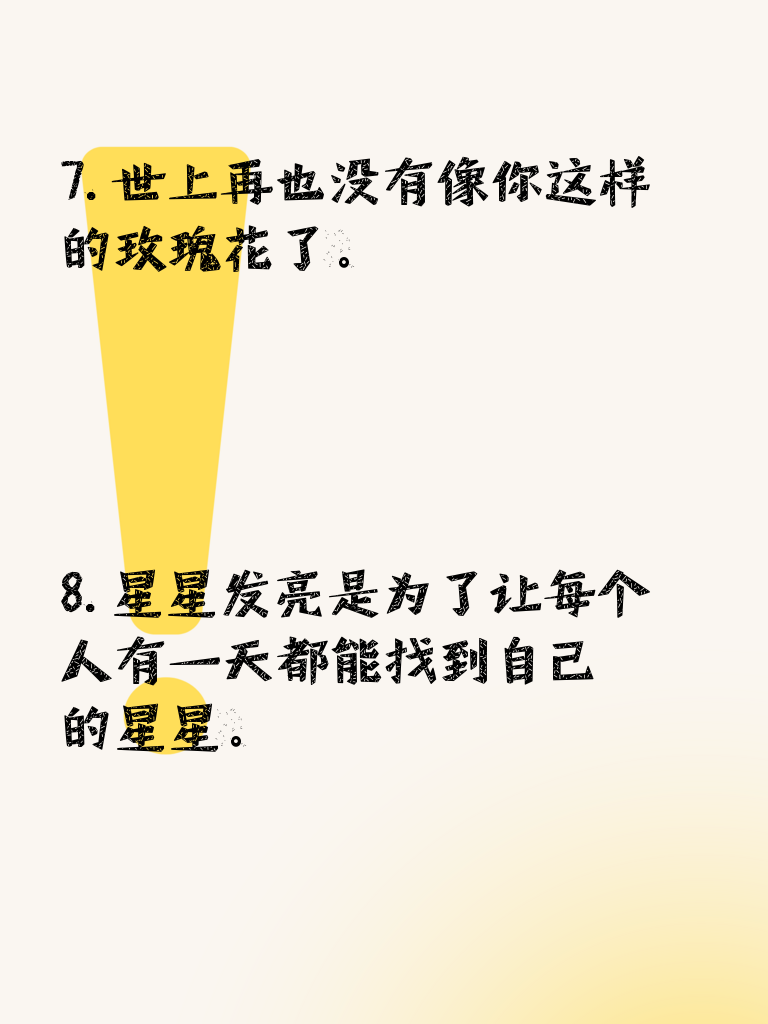 7. 世上再也没有像你这样
的玫瑰花了。
8. 星星发亮是为了让每个
人有一天都能找到自己
的星星。